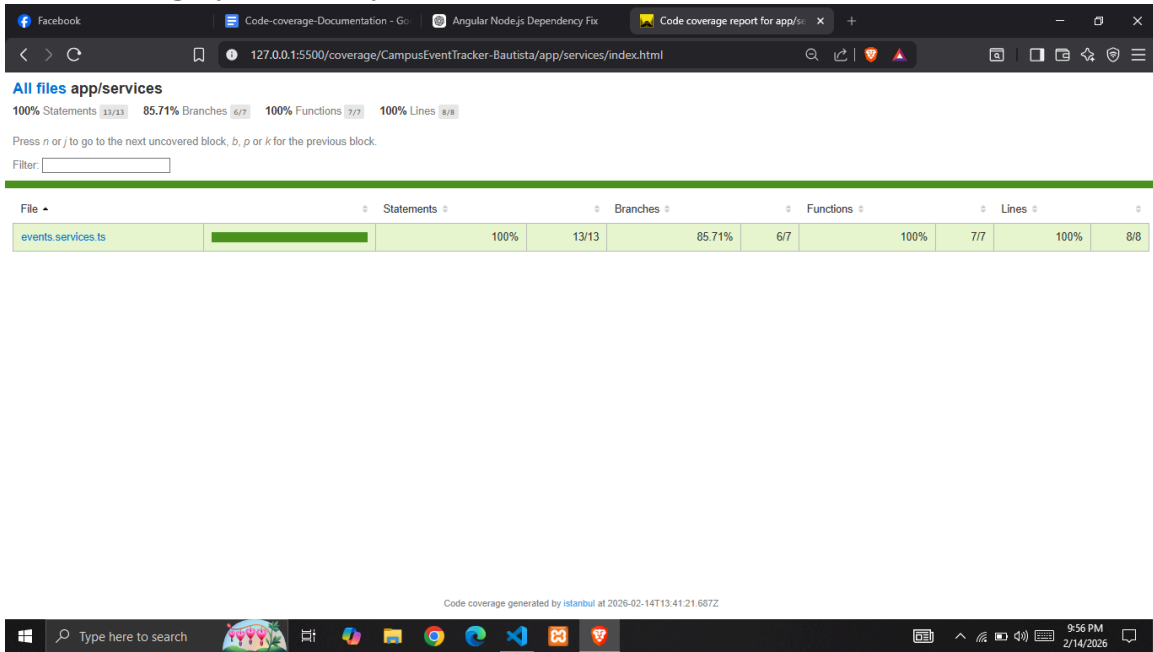 Facebook
Code-coverage-Documentation - Go
Angular Node.js Dependency Fix
Code coverage report for app/se
127.0.0.1:5500/coverage/CampusEventTracker-Bautista/app/services/index.html
All files app/services
100% Statements 13/13 85.71% Branches 6/7 100% Functions 7/7 100% Lines 8/8
Press n or j to go to the next uncovered block, b, p or k for the previous block.
Filter:
File Statements Branches Functions Lines
events.services.ts 100% 13/13 85.71% 6/7 100% 7/7 100% 8/8
Code coverage generated by istanbul at 2026-02-14T13:41:21.687Z
Type here to search
9:56 PM
2/14/2026